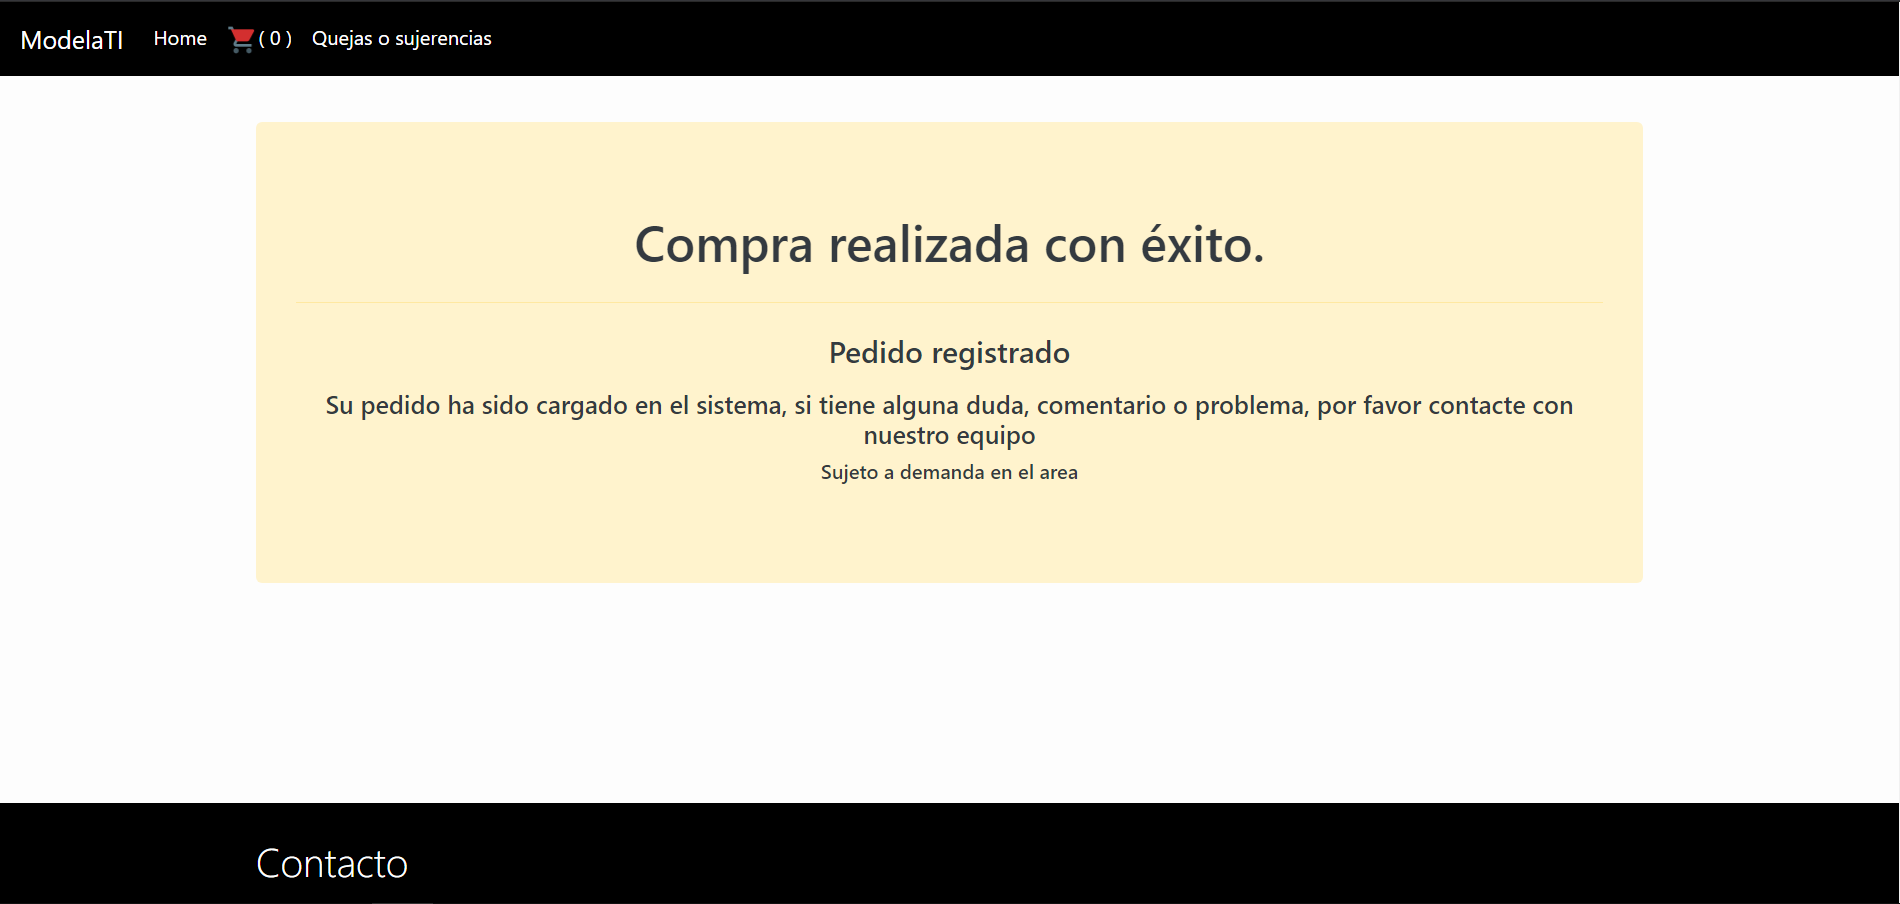 ModelaTI Home ( 0 ) Quejas o sujerencias
Compra realizada con éxito.
Pedido registrado
Su pedido ha sido cargado en el sistema, si tiene alguna duda, comentario o problema, por favor contacte con
nuestro equipo
Sujeto a demanda en el area
Contacto